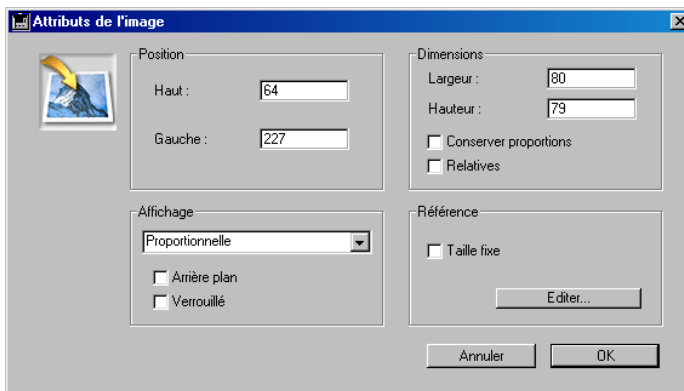 Attributs de l'image
Position
Haut :
64
Gauche :
227
Dimensions
Largeur :
80
Hauteur :
79
Conserver proportions
Relatives
Affichage
Proportionnelle
Arrière plan
Verrouillé
Référence
Taille fixe
Editer...
Annuler
OK